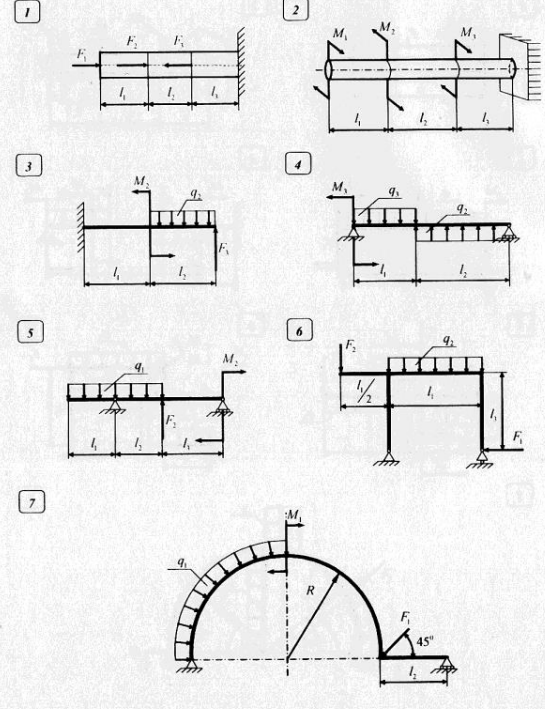 1
F₁ F₂ F₃
l₁ l₂ l₃
2
M₁ M₂ M₃
l₁ l₂ l₃
3
M₂ q₂
F₃
l₁ l₂
4
M₃ q₃
q₂
l₁ l₂
5
q₁ M₂
F₂
l₁ l₂ l₃
6
F₂ q₂
l₁/2 l₁
l₁
F₁
7
M₁
q₁
R
F₁
45°
l₂